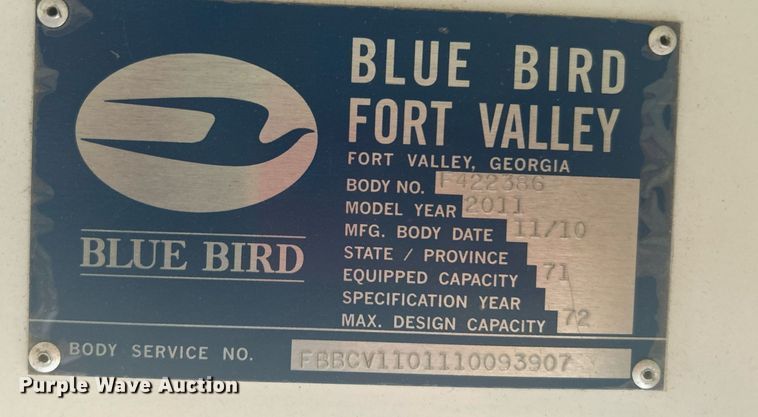 BLUE BIRD
FORT VALLEY
FORT VALLEY, GEORGIA
BODY NO. F422386
MODEL YEAR 2011
MFG. BODY DATE 11/10
STATE / PROVINCE
EQUIPPED CAPACITY 71
SPECIFICATION YEAR
MAX. DESIGN CAPACITY 72
BLUE BIRD
BODY SERVICE NO. FBBCV1101110093907
Purple Wave Auction